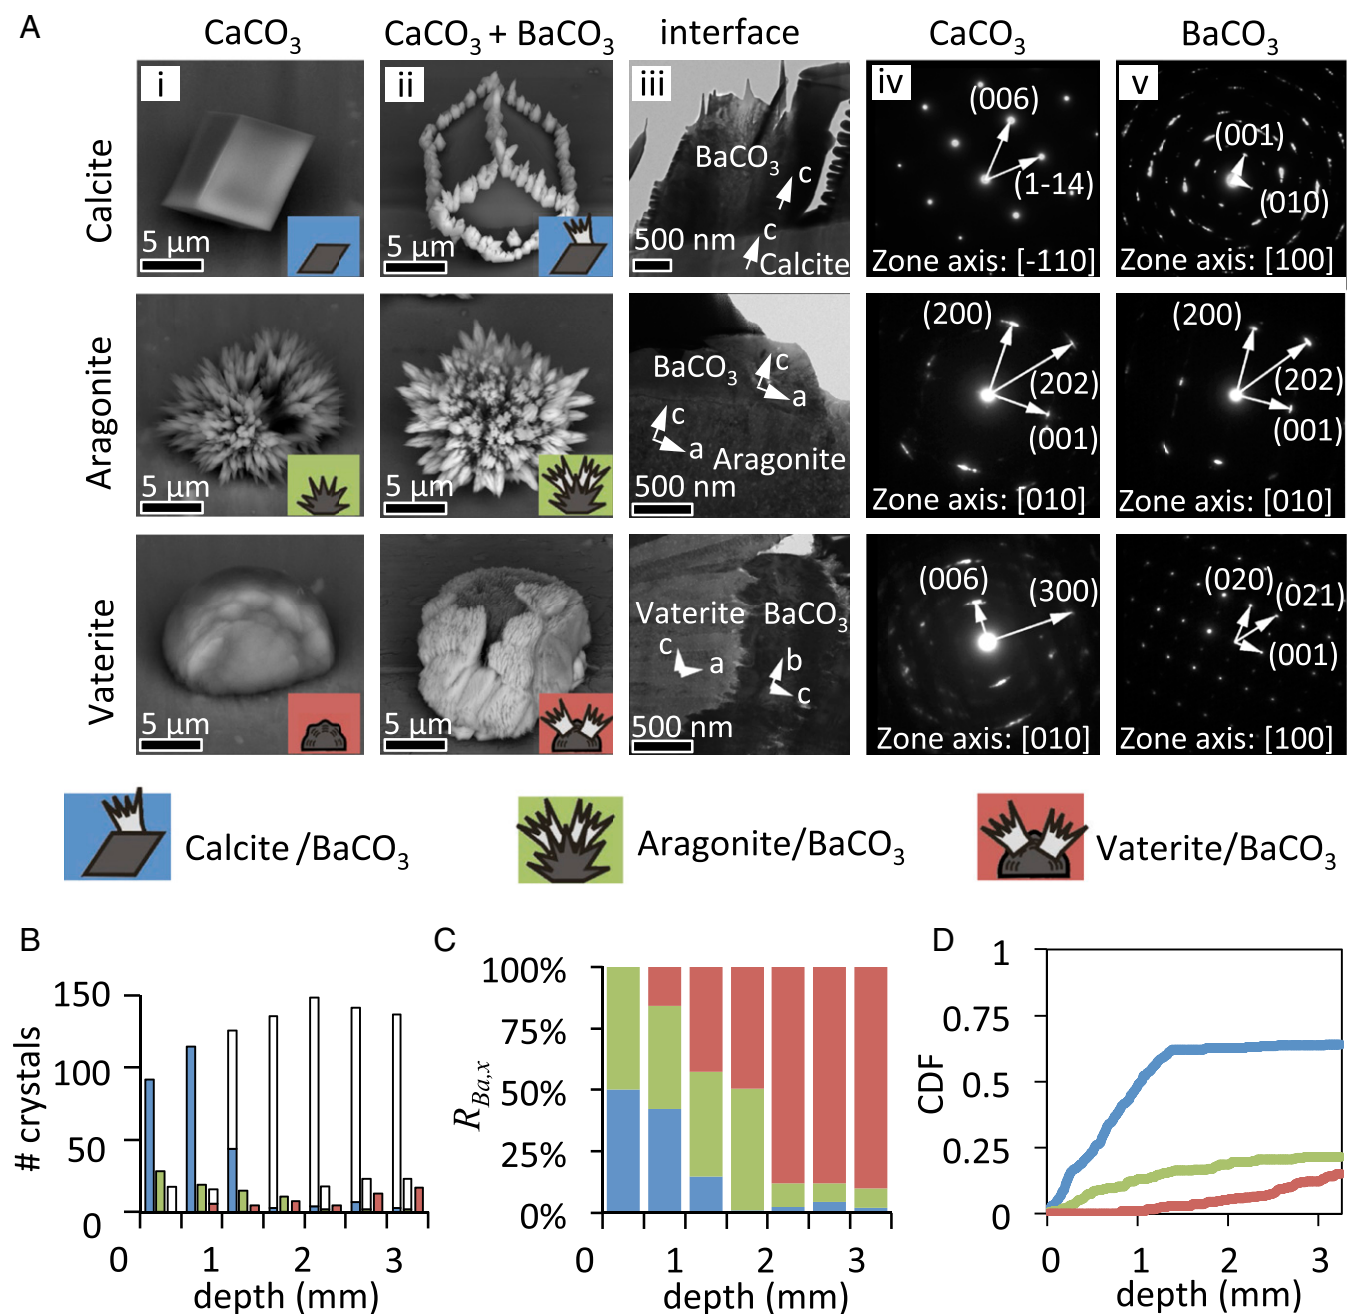 A
CaCO₃ CaCO₃ + BaCO₃ interface CaCO₃ BaCO₃
Calcite
i
5 µm
ii
5 µm
iii
BaCO₃
c
c
500 nm
Calcite
iv
(006)
(1-14)
Zone axis: [-110]
v
(001)
(010)
Zone axis: [100]
Aragonite
5 µm
5 µm
BaCO₃
c
a
c
a
Aragonite
500 nm
(200)
(202)
(001)
Zone axis: [010]
(200)
(202)
(001)
Zone axis: [010]
Vaterite
5 µm
5 µm
Vaterite BaCO₃
c
a
b
c
500 nm
(006)
(300)
Zone axis: [010]
(020)
(021)
(001)
Zone axis: [100]
Calcite/BaCO₃ Aragonite/BaCO₃ Vaterite/BaCO₃
B
# crystals
150
100
50
0
0 1 2 3
depth (mm)
C
R_Ba,x
100%
75%
50%
25%
0%
0 1 2 3
depth (mm)
D
CDF
1
0.75
0.5
0.25
0
0 1 2 3
depth (mm)